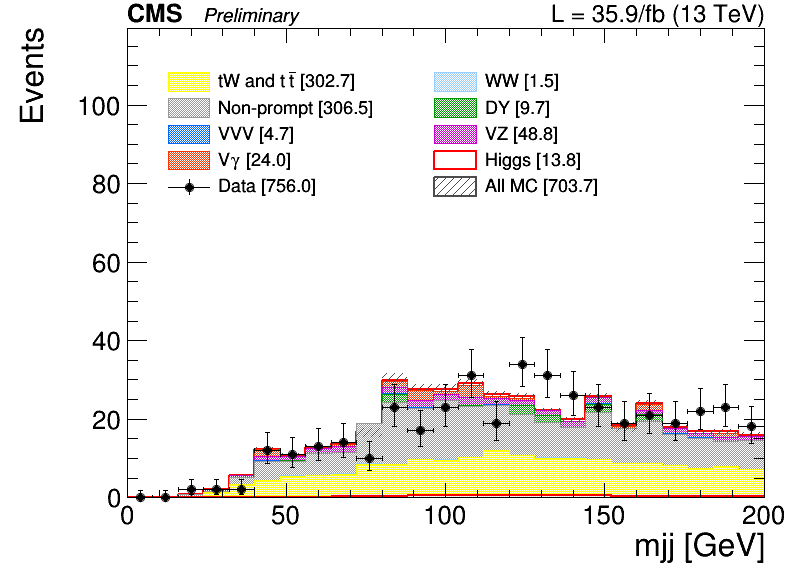 CMS Preliminary L = 35.9/fb (13 TeV)
Events
tW and t t̅ [302.7] WW [1.5]
Non-prompt [306.5] DY [9.7]
VVV [4.7] VZ [48.8]
Vγ [24.0] Higgs [13.8]
Data [756.0] All MC [703.7]
100
80
60
40
20
0
0 50 100 150 200
mjj [GeV]